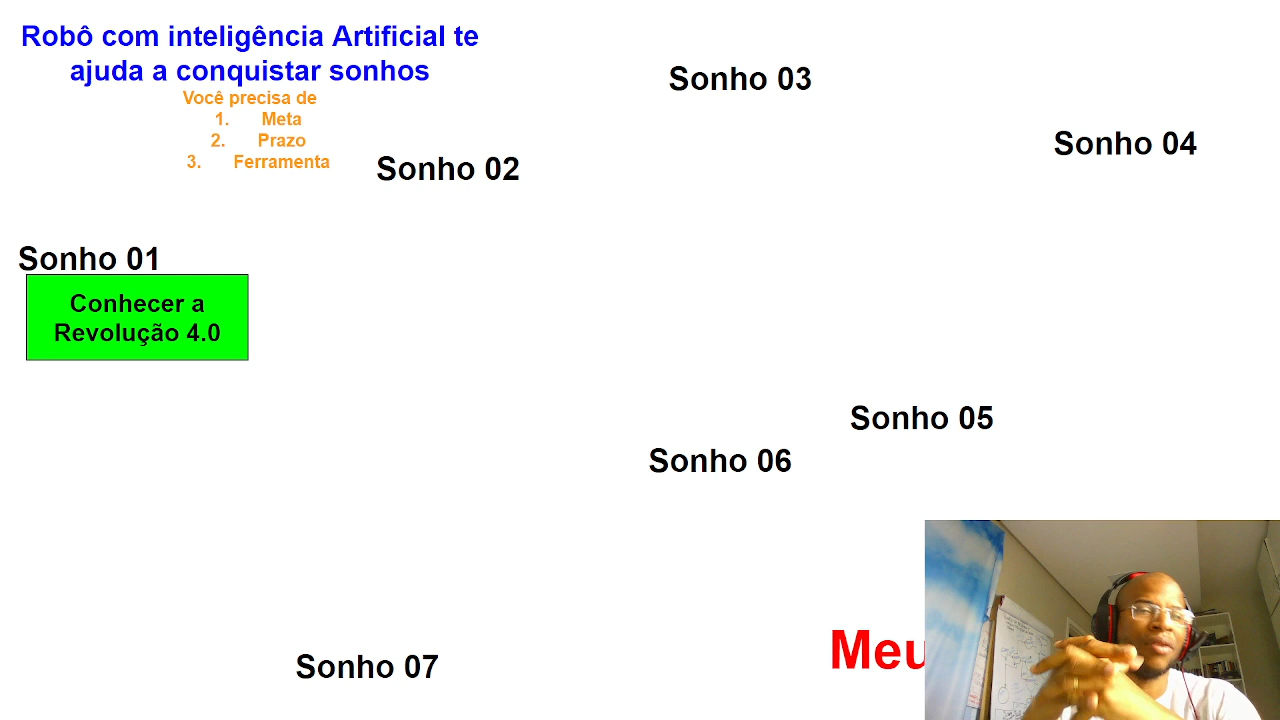 Robô com inteligência Artificial te
ajuda a conquistar sonhos
Você precisa de
1. Meta
2. Prazo
3. Ferramenta
Sonho 03
Sonho 04
Sonho 02
Sonho 01
Conhecer a
Revolução 4.0
Sonho 05
Sonho 06
Meu
Sonho 07